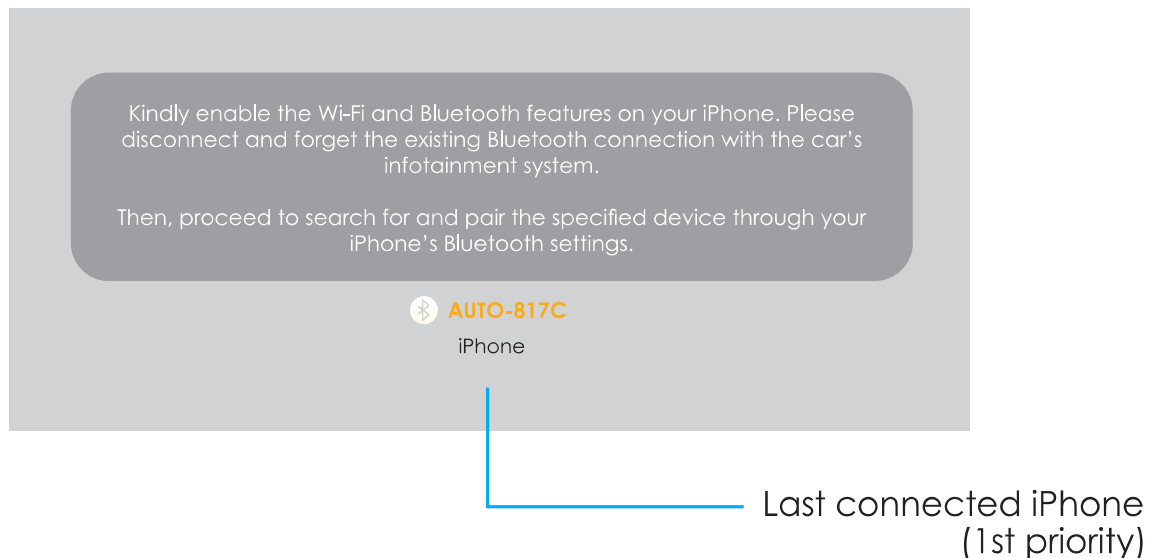 Kindly enable the Wi-Fi and Bluetooth features on your iPhone. Please
disconnect and forget the existing Bluetooth connection with the car's
infotainment system.
Then, proceed to search for and pair the specified device through your
iPhone's Bluetooth settings.
AUTO-817C
iPhone
Last connected iPhone
(1st priority)